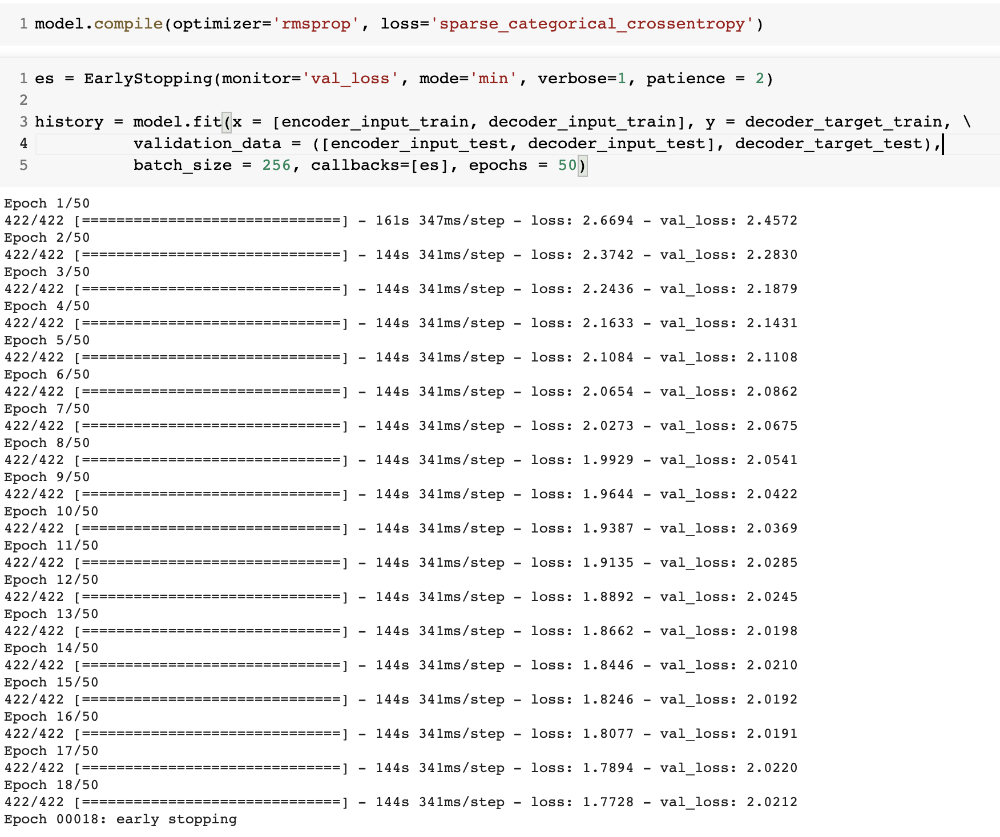 1 model.compile(optimizer='rmsprop', loss='sparse_categorical_crossentropy')
1 es = EarlyStopping(monitor='val_loss', mode='min', verbose=1, patience = 2)
2
3 history = model.fit(x = [encoder_input_train, decoder_input_train], y = decoder_target_train, \
4           validation_data = ([encoder_input_test, decoder_input_test], decoder_target_test),
5           batch_size = 256, callbacks=[es], epochs = 50)
Epoch 1/50
422/422 [==============================] - 161s 347ms/step - loss: 2.6694 - val_loss: 2.4572
Epoch 2/50
422/422 [==============================] - 144s 341ms/step - loss: 2.3742 - val_loss: 2.2830
Epoch 3/50
422/422 [==============================] - 144s 341ms/step - loss: 2.2436 - val_loss: 2.1879
Epoch 4/50
422/422 [==============================] - 144s 341ms/step - loss: 2.1633 - val_loss: 2.1431
Epoch 5/50
422/422 [==============================] - 144s 341ms/step - loss: 2.1084 - val_loss: 2.1108
Epoch 6/50
422/422 [==============================] - 144s 341ms/step - loss: 2.0654 - val_loss: 2.0862
Epoch 7/50
422/422 [==============================] - 144s 341ms/step - loss: 2.0273 - val_loss: 2.0675
Epoch 8/50
422/422 [==============================] - 144s 341ms/step - loss: 1.9929 - val_loss: 2.0541
Epoch 9/50
422/422 [==============================] - 144s 341ms/step - loss: 1.9644 - val_loss: 2.0422
Epoch 10/50
422/422 [==============================] - 144s 341ms/step - loss: 1.9387 - val_loss: 2.0369
Epoch 11/50
422/422 [==============================] - 144s 341ms/step - loss: 1.9135 - val_loss: 2.0285
Epoch 12/50
422/422 [==============================] - 144s 341ms/step - loss: 1.8892 - val_loss: 2.0245
Epoch 13/50
422/422 [==============================] - 144s 341ms/step - loss: 1.8662 - val_loss: 2.0198
Epoch 14/50
422/422 [==============================] - 144s 341ms/step - loss: 1.8446 - val_loss: 2.0210
Epoch 15/50
422/422 [==============================] - 144s 341ms/step - loss: 1.8246 - val_loss: 2.0192
Epoch 16/50
422/422 [==============================] - 144s 341ms/step - loss: 1.8077 - val_loss: 2.0191
Epoch 17/50
422/422 [==============================] - 144s 341ms/step - loss: 1.7894 - val_loss: 2.0220
Epoch 18/50
422/422 [==============================] - 144s 341ms/step - loss: 1.7728 - val_loss: 2.0212
Epoch 00018: early stopping